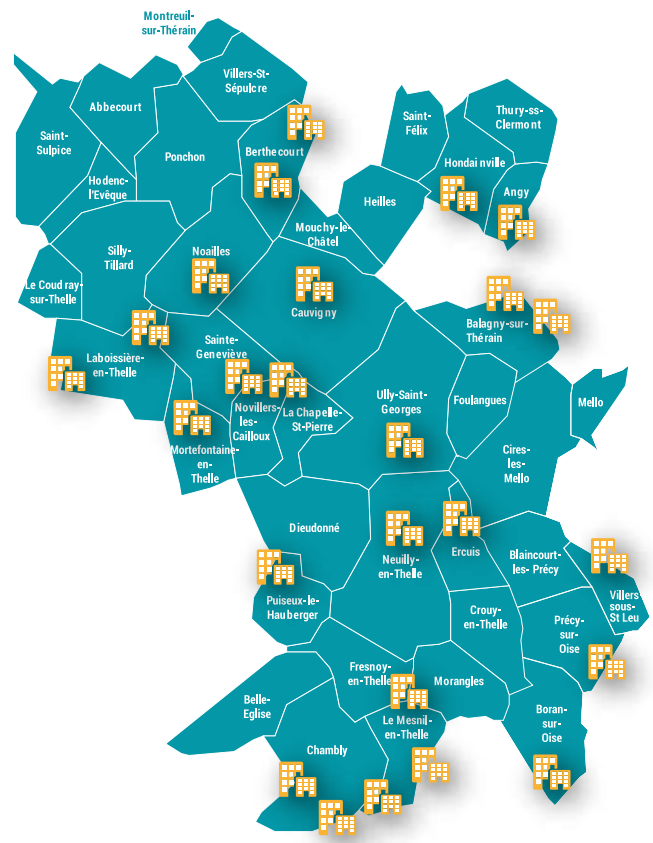 Montreuil-
sur-Thérain
Villers-St-
Sépulcre
Abbecourt
Saint-
Sulpice
Ponchon
Berthecourt
Hodenc-
l'Evêque
Saint-
Félix
Thury-ss-
Clermont
Hondainville
Angy
Heilles
Mouchy-le-
Châtel
Silly-
Tillard
Noailles
Le Coud ray-
sur-Thelle
Cauvigny
Balagny-sur-
Thérain
Laboissière-
en-Thelle
Sainte-
Geneviève
Novillers-
les-
Cailloux
La Chapelle-
St-Pierre
Ully-Saint-
Georges
Foulangues
Mello
Mortefontaine-
en-
Thelle
Cires-
les-
Mello
Dieudonné
Neuilly-
en-Thelle
Ercuis
Blaincourt-
les- Précy
Villers
sous-
St Leu
Puiseux-le-
Hauberger
Crouy-
en-Thelle
Précy-
sur-
Oise
Fresnoy-
en-Thelle
Morangles
Belle-
Eglise
Le Mesnil-
en-Thelle
Boran-
sur-
Oise
Chambly